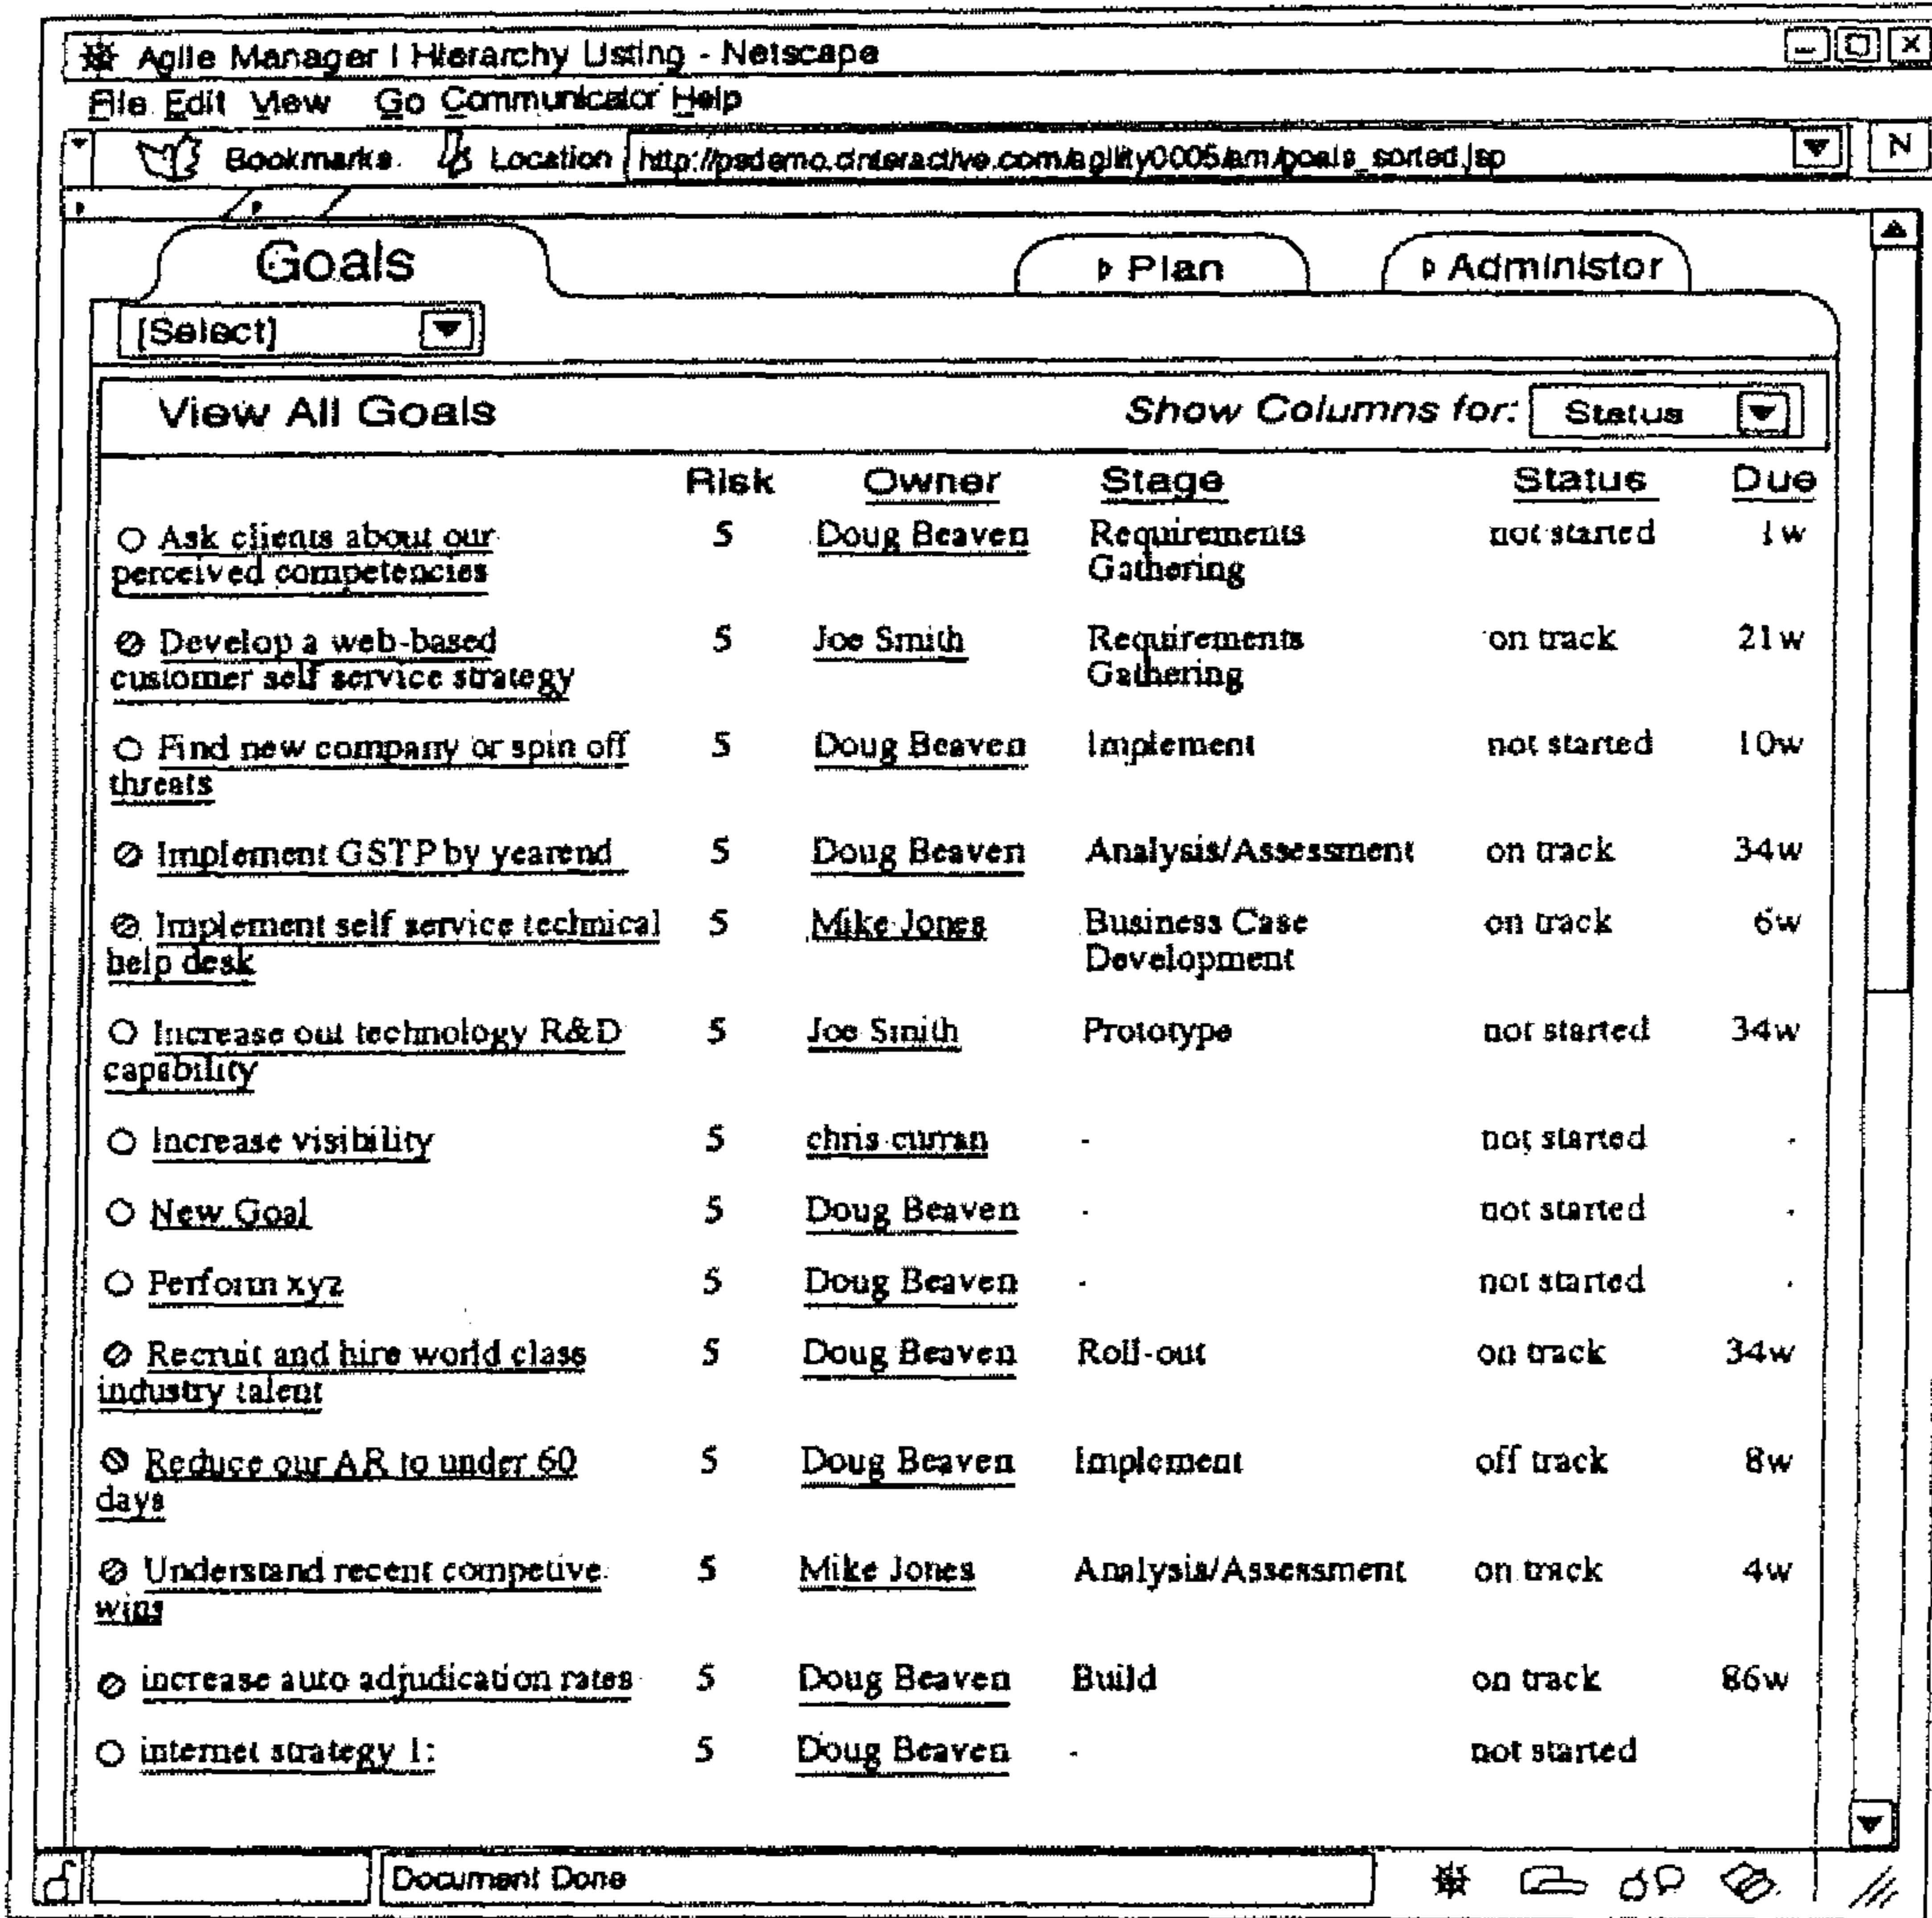 Agile Manager | Hierarchy Listing - Netscape
File Edit View Go Communicator Help
Bookmarks Location http://psdemo.cinteractive.com/agility0005/am/goals_sorted.jsp N
Goals Plan Administor
[Select]
View All Goals Show Columns for: Status
Risk Owner Stage Status Due
Ask clients about our 5 Doug Beaven Requirements not started 1w
perceived competencies Gathering
Develop a web-based 5 Joe Smith Requirements on track 21w
customer self service strategy Gathering
Find new company or spin off 5 Doug Beaven Implement not started 10w
threats
Implement GSTP by yearend 5 Doug Beaven Analysis/Assessment on track 34w
Implement self service technical 5 Mike Jones Business Case on track 6w
help desk Development
Increase out technology R&D 5 Joe Smith Prototype not started 34w
capability
Increase visibility 5 chris curran - not started -
New Goal 5 Doug Beaven - not started -
Perform xyz 5 Doug Beaven - not started -
Recruit and hire world class 5 Doug Beaven Roll-out on track 34w
industry talent
Reduce our AR to under 60 5 Doug Beaven Implement off track 8w
days
Understand recent competive 5 Mike Jones Analysis/Assessment on track 4w
wins
increase auto adjudication rates 5 Doug Beaven Build on track 86w
internet strategy 1: 5 Doug Beaven - not started
Document Done